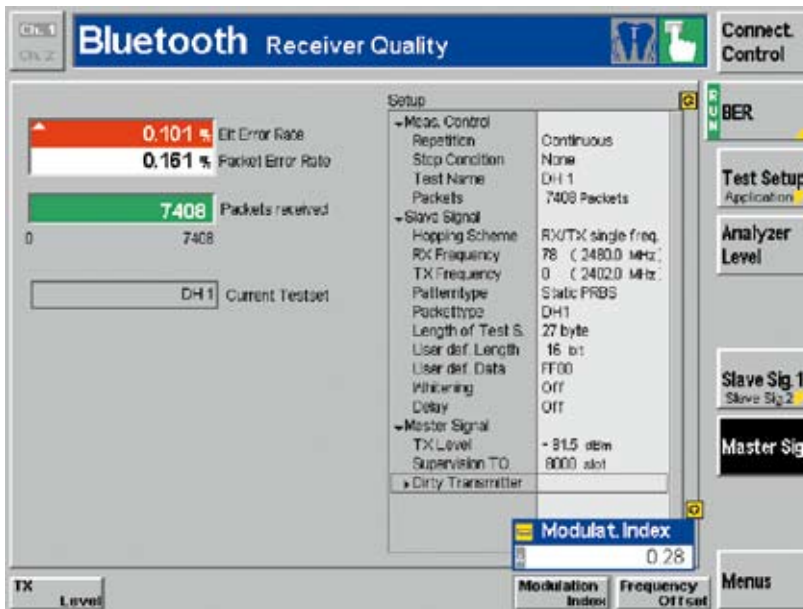 Ch. 1
Ch. 2
Bluetooth Receiver Quality
Connect.
Control
0.101 % Bit Error Rate
0.161 % Packet Error Rate
7408 Packets received
0 7408
DH 1 Current Testset
Setup
Meas. Control
Repetition Continuous
Stop Condition None
Test Name DH 1
Packets 7408 Packets
Slave Signal
Hopping Scheme RX/TX single freq.
RX Frequency 78 ( 2480.0 MHz)
TX Frequency 0 ( 2402.0 MHz)
Patterntype Static PRBS
Packettype DH1
Length of Test S. 27 byte
User def. Length 16 bit
User def. Data FF00
Whitening Off
Delay Off
Master Signal
TX Level
Supervision TO. 8000 slot
Dirty Transmitter
Modulat. Index
0.28
RUN
BER
Test Setup
Application
Analyzer
Level
Slave Sig.1
Slave Sig.2
Master Sig
Menus
TX
Level
Modulation
Index
Frequency
Offset